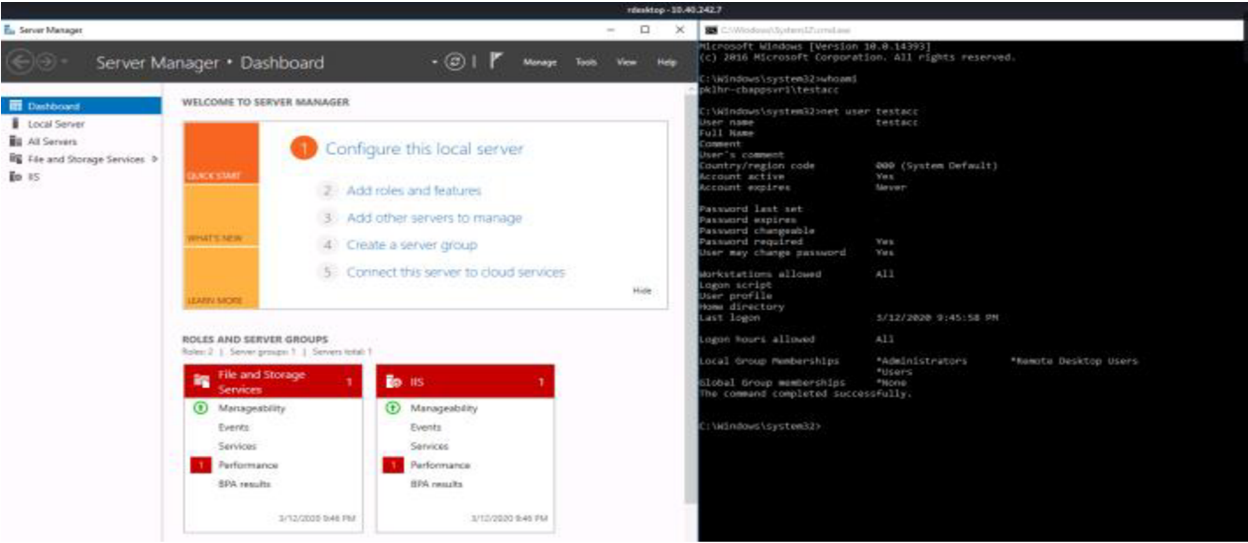 rdesktop - 10.40.242.7
Server Manager
Server Manager • Dashboard
Manage Tools View Help
Dashboard
Local Server
All Servers
File and Storage Services
IIS
WELCOME TO SERVER MANAGER
QUICK START
WHAT'S NEW
LEARN MORE
1 Configure this local server
2 Add roles and features
3 Add other servers to manage
4 Create a server group
5 Connect this server to cloud services
Hide
ROLES AND SERVER GROUPS
Roles: 2 | Server groups: 1 | Servers total: 1
File and Storage Services 1
Manageability
Events
Services
1 Performance
BPA results
3/12/2020 9:46 PM
IIS 1
Manageability
Events
Services
1 Performance
BPA results
3/12/2020 9:46 PM
C:\Windows\System32\cmd.exe
Microsoft Windows [Version 10.0.14393]
(c) 2016 Microsoft Corporation. All rights reserved.
C:\Windows\system32>whoami
pklhr-cbappsvr1\testacc
C:\Windows\system32>net user testacc
User name testacc
Full Name
Comment
User's comment
Country/region code 000 (System Default)
Account active Yes
Account expires Never
Password last set
Password expires
Password changeable
Password required Yes
User may change password Yes
Workstations allowed All
Logon script
User profile
Home directory
Last logon 3/12/2020 9:45:58 PM
Logon hours allowed All
Local Group Memberships *Administrators *Remote Desktop Users
*Users
Global Group memberships *None
The command completed successfully.
C:\Windows\system32>